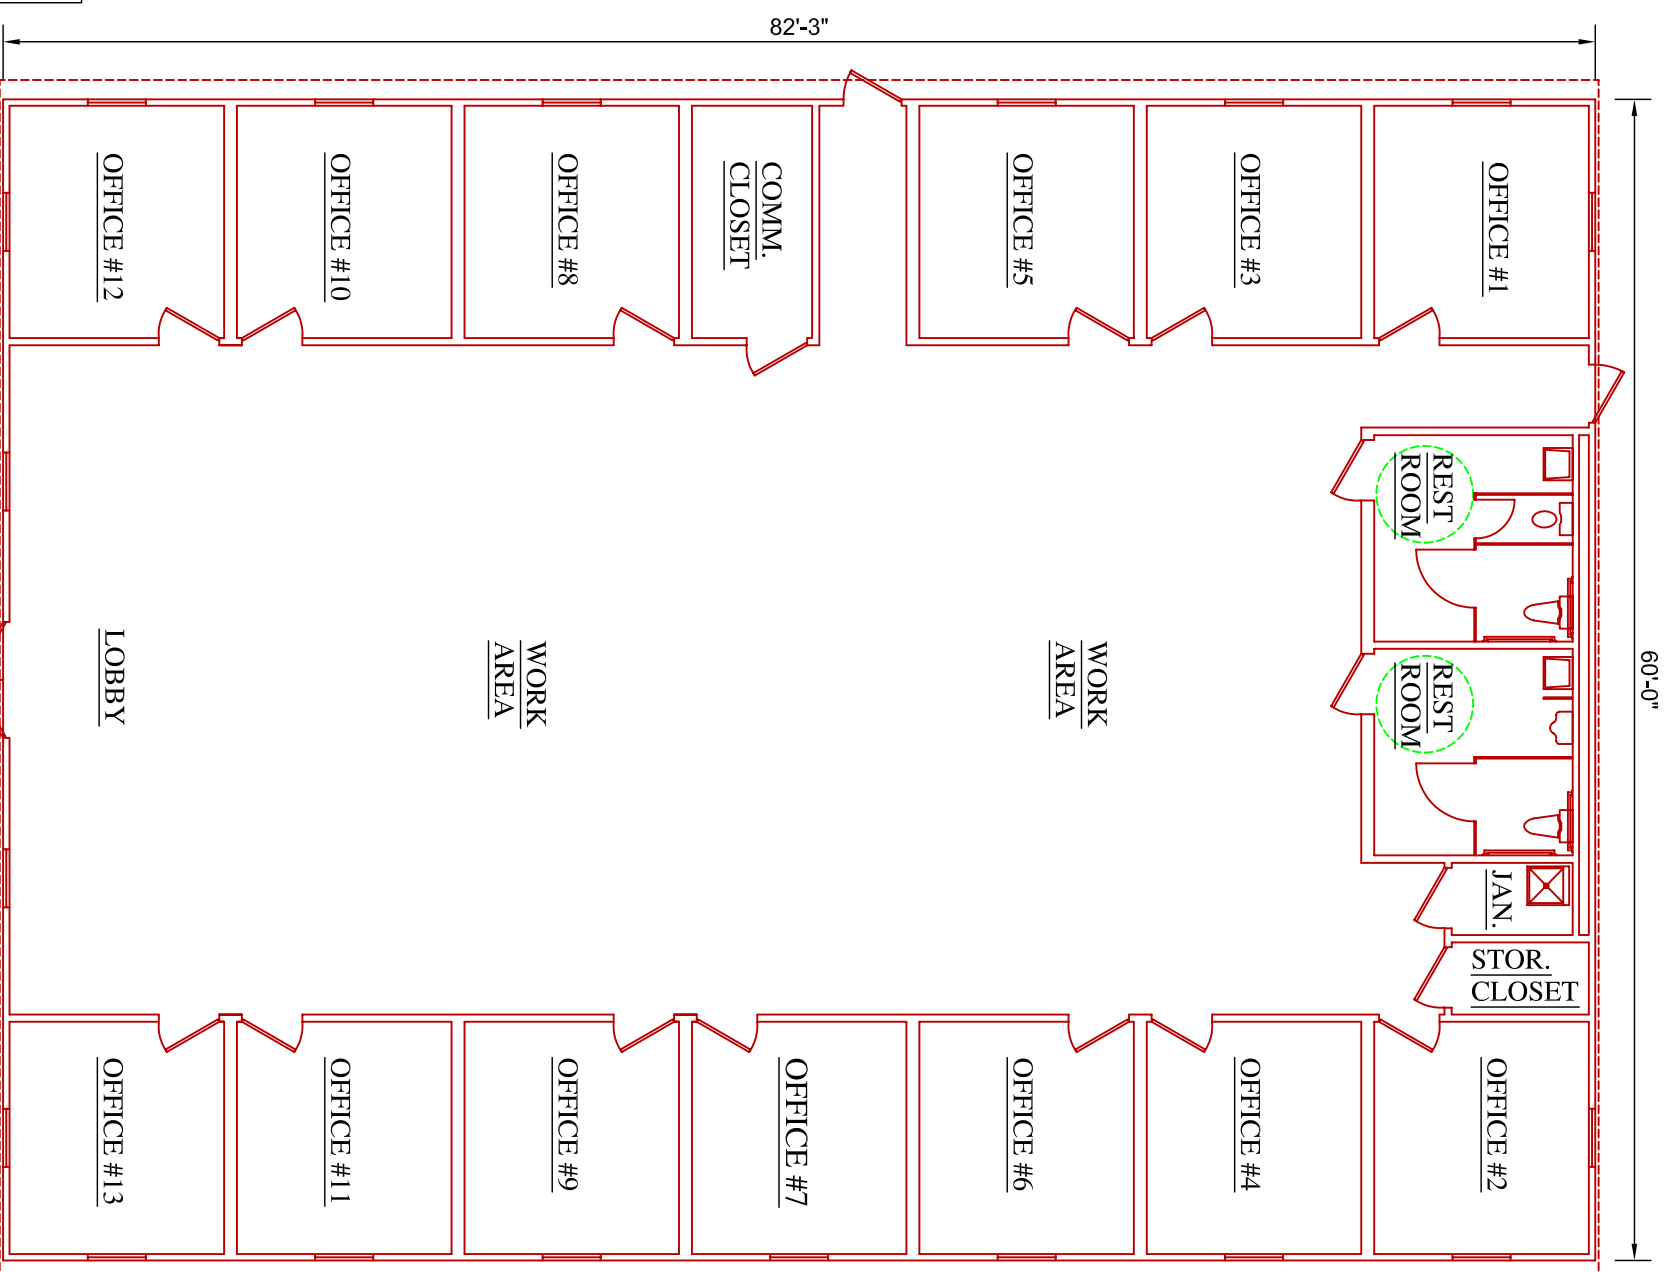 82'-3"
OFFICE #12
OFFICE #10
OFFICE #8
COMM.
CLOSET
OFFICE #5
OFFICE #3
OFFICE #1
REST
ROOM
60'-0"
LOBBY
WORK
AREA
WORK
AREA
REST
ROOM
JAN.
STOR.
CLOSET
OFFICE #13
OFFICE #11
OFFICE #9
OFFICE #7
OFFICE #6
OFFICE #4
OFFICE #2